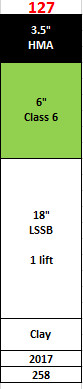 127
3.5"
HMA
6"
Class 6
18"
LSSB
1 lift
Clay
2017
258